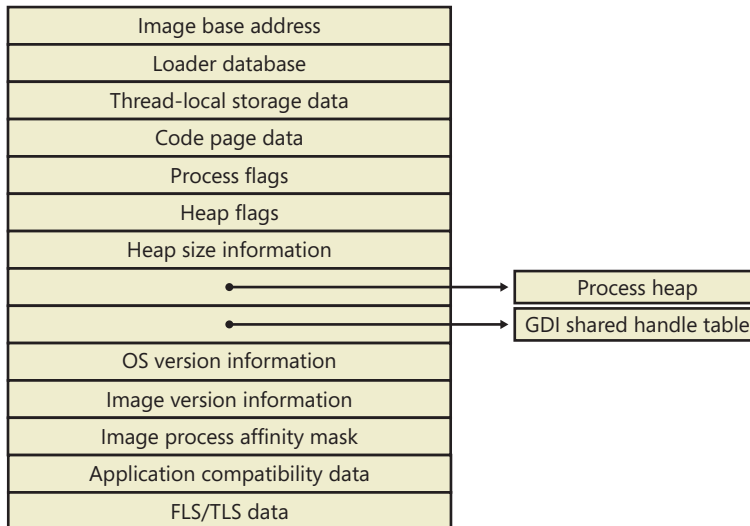 Image base address
Loader database
Thread-local storage data
Code page data
Process flags
Heap flags
Heap size information
Process heap
GDI shared handle table
OS version information
Image version information
Image process affinity mask
Application compatibility data
FLS/TLS data